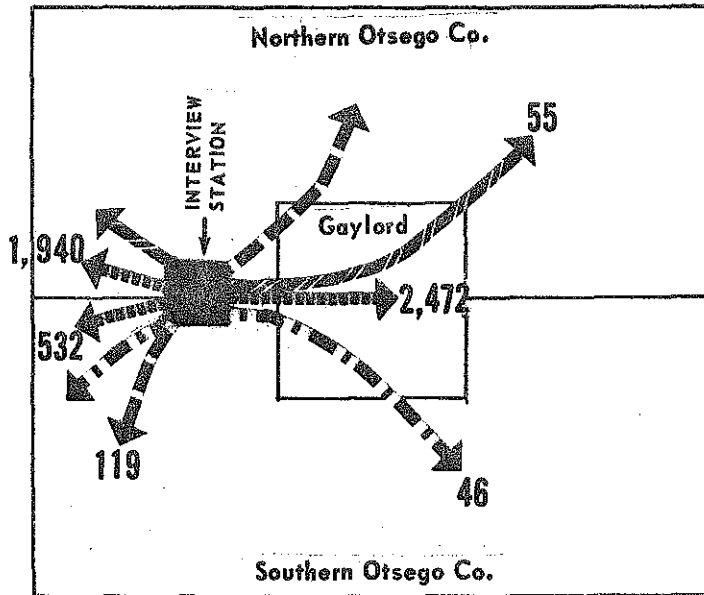 Northern Otsego Co.
INTERVIEW
STATION
55
Gaylord
1,940
2,472
532
119
46
Southern Otsego Co.